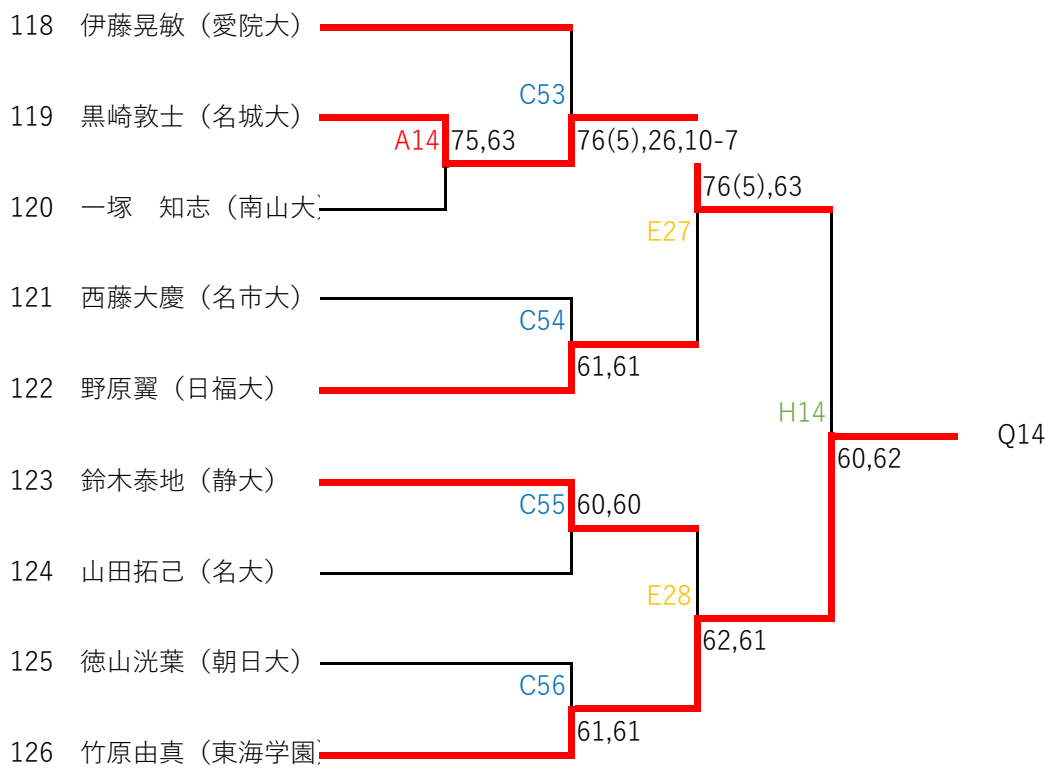 118 伊藤晃敏（愛院大）
C53
119 黒崎敦士（名城大）
A14 75,63 76(5),26,10-7
76(5),63
120 一塚　知志（南山大）
E27
121 西藤大慶（名市大）
C54
61,61
122 野原翼（日福大）
H14
Q14
60,62
123 鈴木泰地（静大）
C55 60,60
124 山田拓己（名大）
E28
62,61
125 徳山洸葉（朝日大）
C56
61,61
126 竹原由真（東海学園）